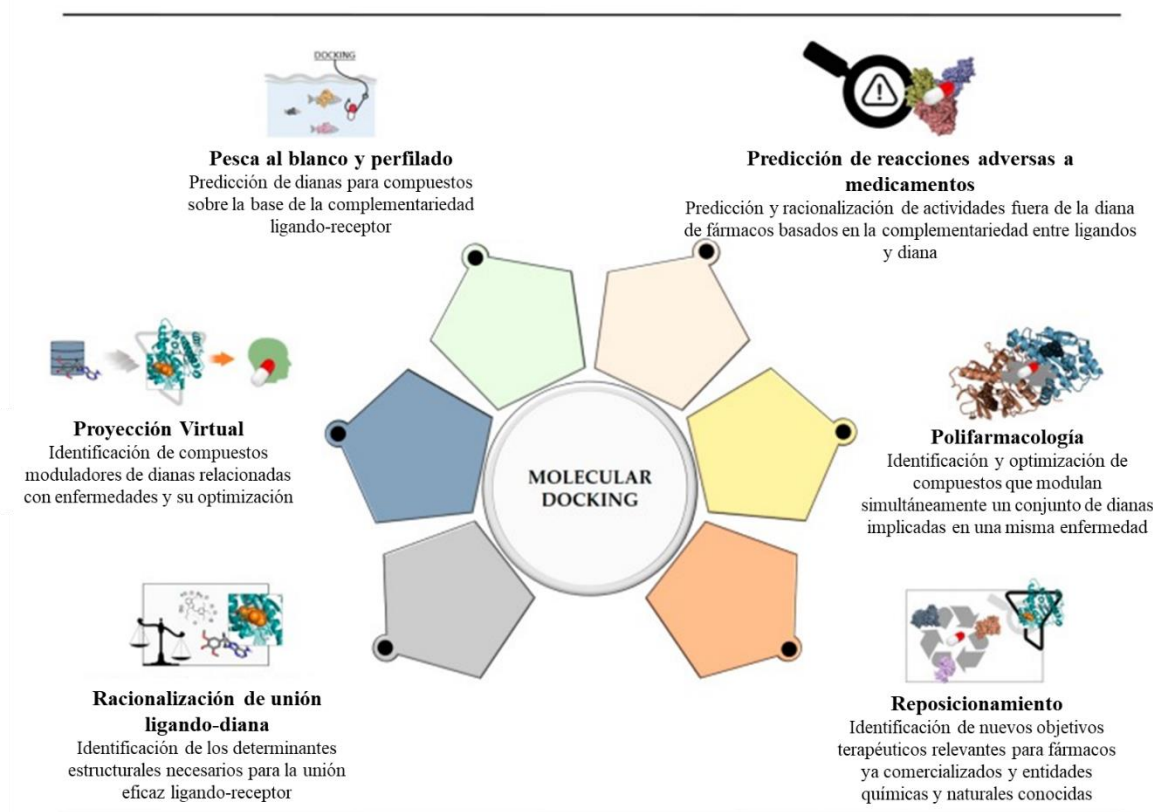 DOCKING
Pesca al blanco y perfilado
Predicción de dianas para compuestos
sobre la base de la complementariedad
ligando-receptor
Predicción de reacciones adversas a
medicamentos
Predicción y racionalización de actividades fuera de la diana
de fármacos basados en la complementariedad entre ligandos
y diana
Proyección Virtual
Identificación de compuestos
moduladores de dianas relacionadas
con enfermedades y su optimización
MOLECULAR
DOCKING
Polifarmacología
Identificación y optimización de
compuestos que modulan
simultáneamente un conjunto de dianas
implicadas en una misma enfermedad
Racionalización de unión
ligando-diana
Identificación de los determinantes
estructurales necesarios para la unión
eficaz ligando-receptor
Reposicionamiento
Identificación de nuevos objetivos
terapéuticos relevantes para fármacos
ya comercializados y entidades
químicas y naturales conocidas